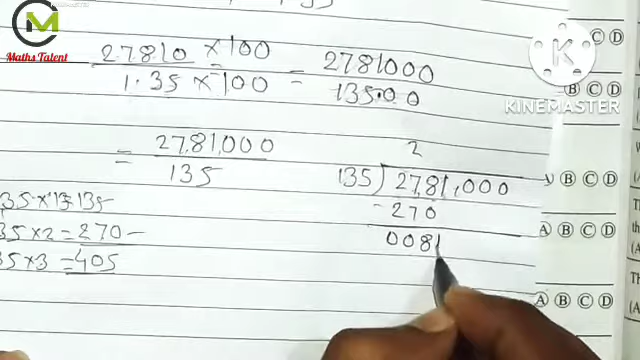 CM
Maths Talent
K
KINEMASTER
27810 × 100 / 1.35 × 100 = 2781000 / 135.00
= 27,81,000 / 135
2
135 ) 27,81,000
- 270
0081
35 × 1 = 135
35 × 2 = 270
35 × 3 = 405
C D
B C D
B C D
A B C D
A B C D